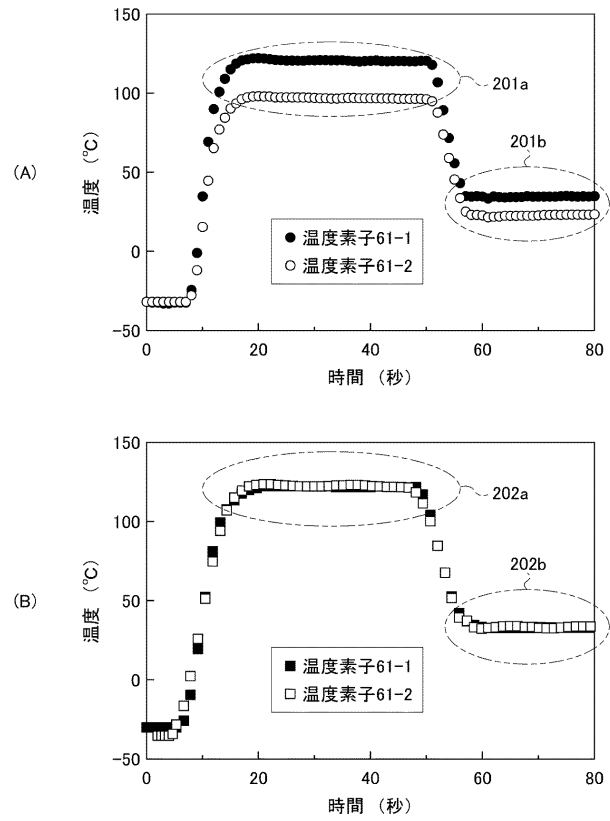 (A)
温度 (℃)
150
100
50
0
−50
201a
201b
● 温度素子61-1
○ 温度素子61-2
0 20 40 60 80
時間 (秒)
(B)
温度 (℃)
150
100
50
0
−50
202a
202b
■ 温度素子61-1
□ 温度素子61-2
0 20 40 60 80
時間 (秒)